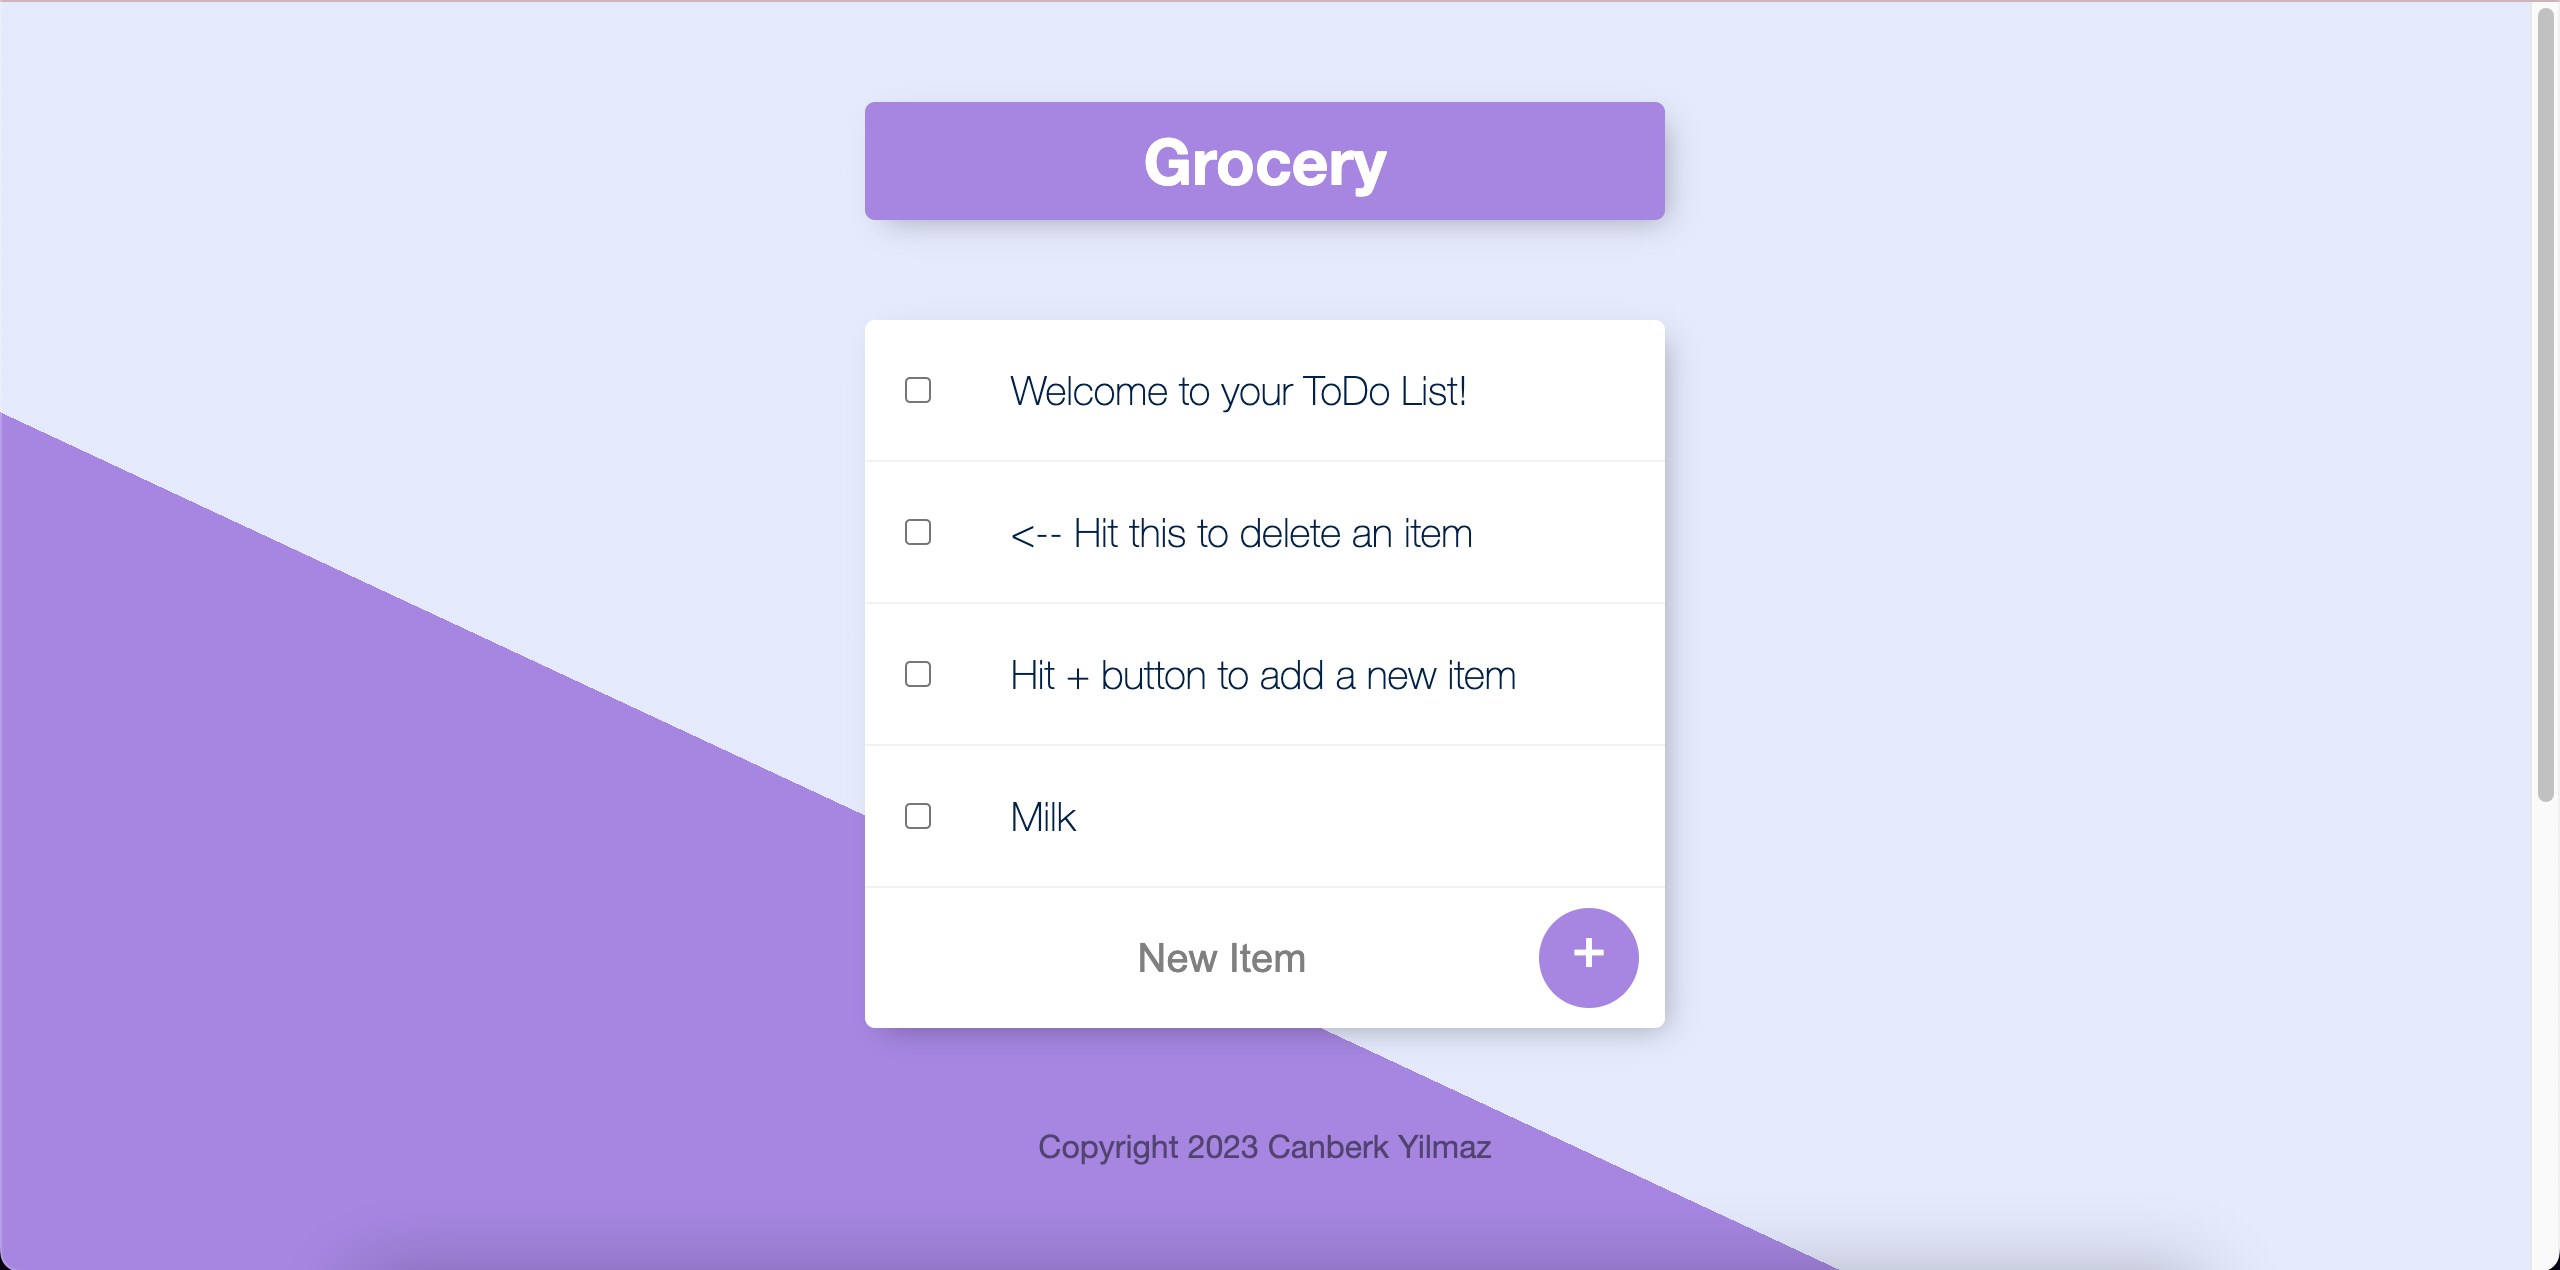 Grocery
Welcome to your ToDo List!
<-- Hit this to delete an item
Hit + button to add a new item
Milk
New Item +
Copyright 2023 Canberk Yilmaz